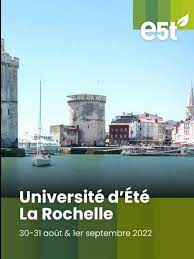 e5t
Université d'Été
La Rochelle
30-31 août & 1er septembre 2022